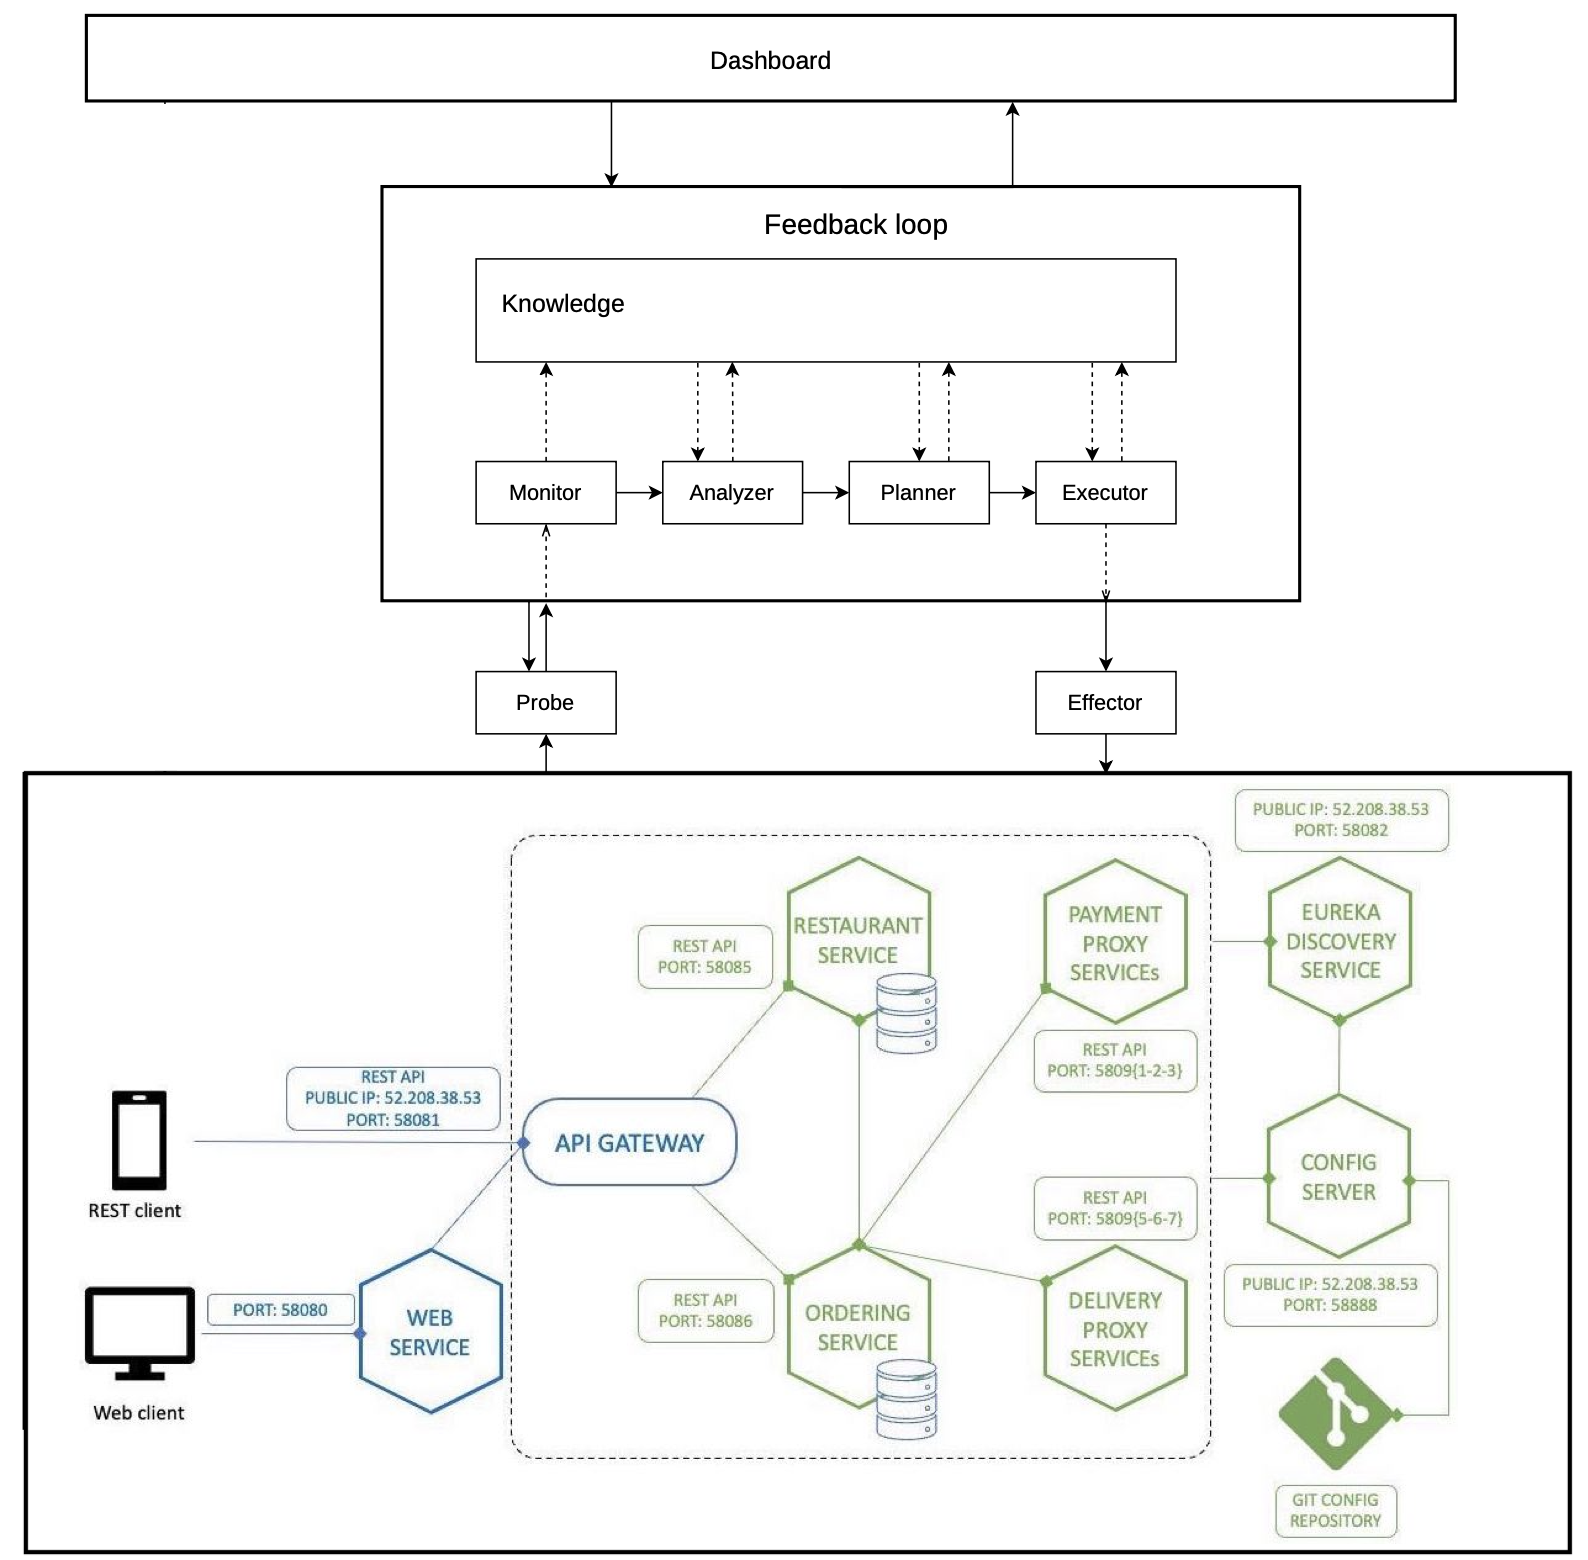 Dashboard
Feedback loop
Knowledge
Monitor
Analyzer
Planner
Executor
Probe
Effector
PUBLIC IP: 52.208.38.53
PORT: 58082
RESTAURANT
SERVICE
PAYMENT
PROXY
SERVICEs
EUREKA
DISCOVERY
SERVICE
REST API
PORT: 58085
REST API
PORT: 5809{1-2-3}
REST API
PUBLIC IP: 52.208.38.53
PORT: 58081
API GATEWAY
CONFIG
SERVER
REST client
REST API
PORT: 5809{5-6-7}
PUBLIC IP: 52.208.38.53
PORT: 58888
PORT: 58080
WEB
SERVICE
REST API
PORT: 58086
ORDERING
SERVICE
DELIVERY
PROXY
SERVICEs
Web client
GIT CONFIG
REPOSITORY